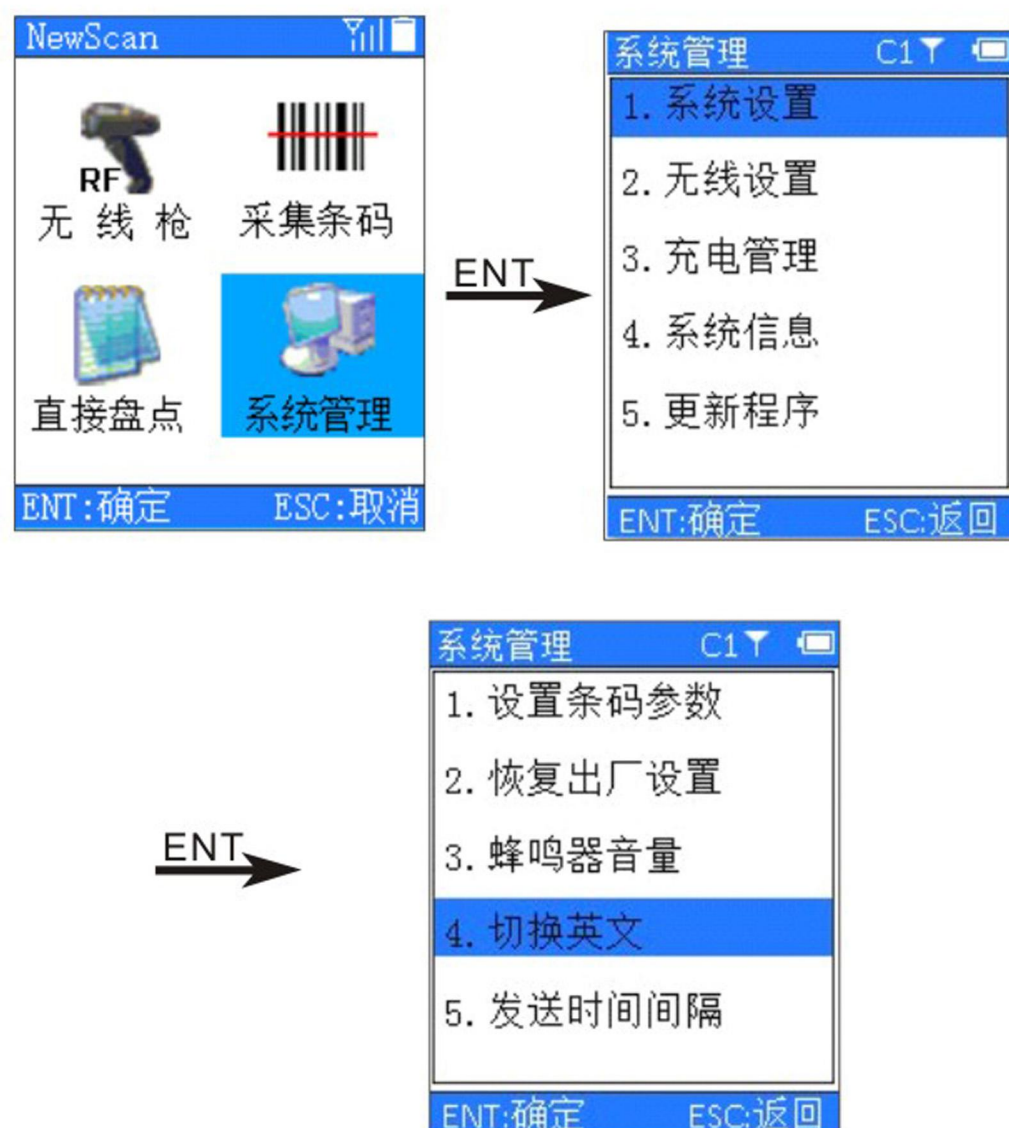 NewScan
RF
无 线 枪
采集条码
直接盘点
系统管理
ENT:确定 ESC:取消
ENT
系统管理 C1
1. 系统设置
2. 无线设置
3. 充电管理
4. 系统信息
5. 更新程序
ENT:确定 ESC:返回
ENT
系统管理 C1
1. 设置条码参数
2. 恢复出厂设置
3. 蜂鸣器音量
4. 切换英文
5. 发送时间间隔
ENT:确定 ESC:返回